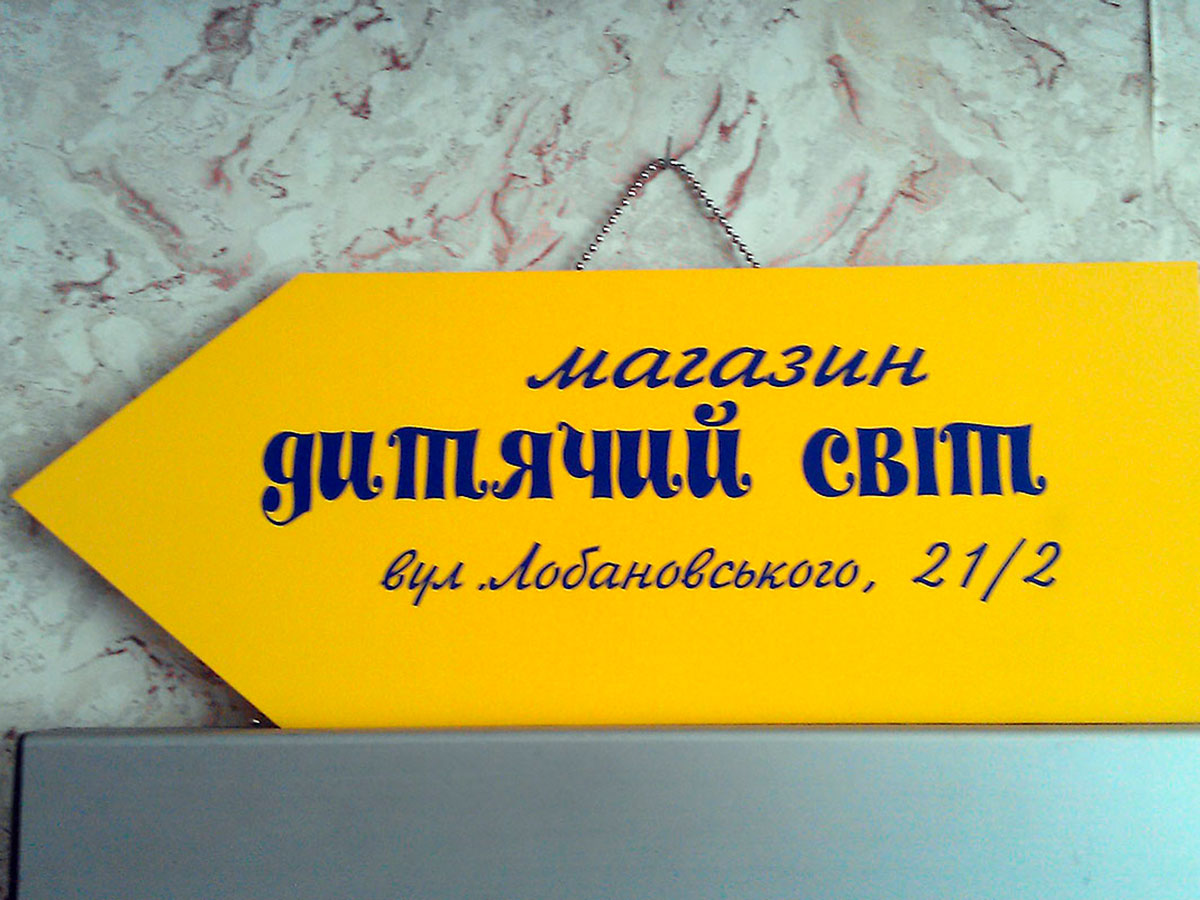 магазин
дитячий світ
вул.Лобановського, 21/2